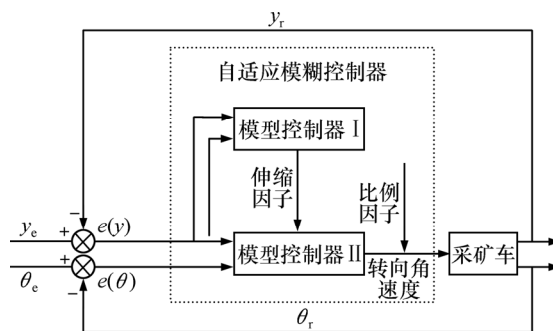 y_r
自适应模糊控制器
模型控制器 I
伸缩
因子
比例
因子
y_e
+
−
e(y)
θ_e
+
−
e(θ)
模型控制器 II
转向角
速度
采矿车
θ_r